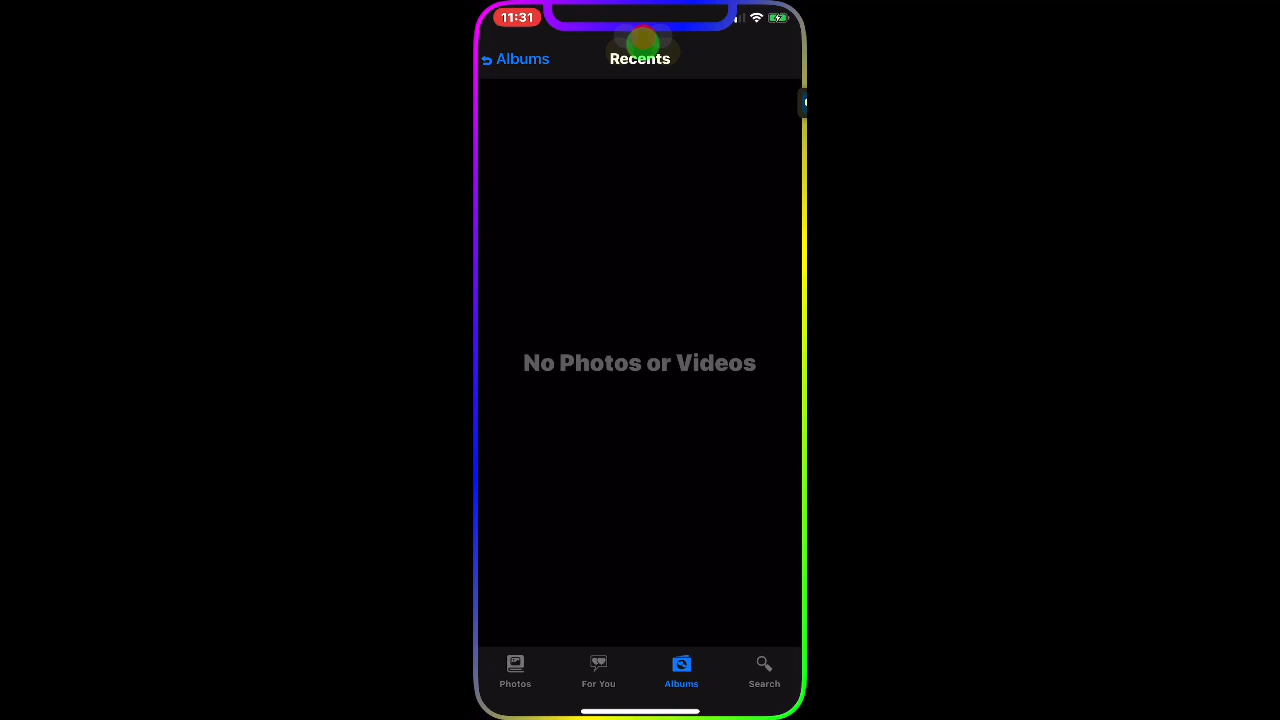 11:31
Albums
Recents
No Photos or Videos
Photos
For You
Albums
Search